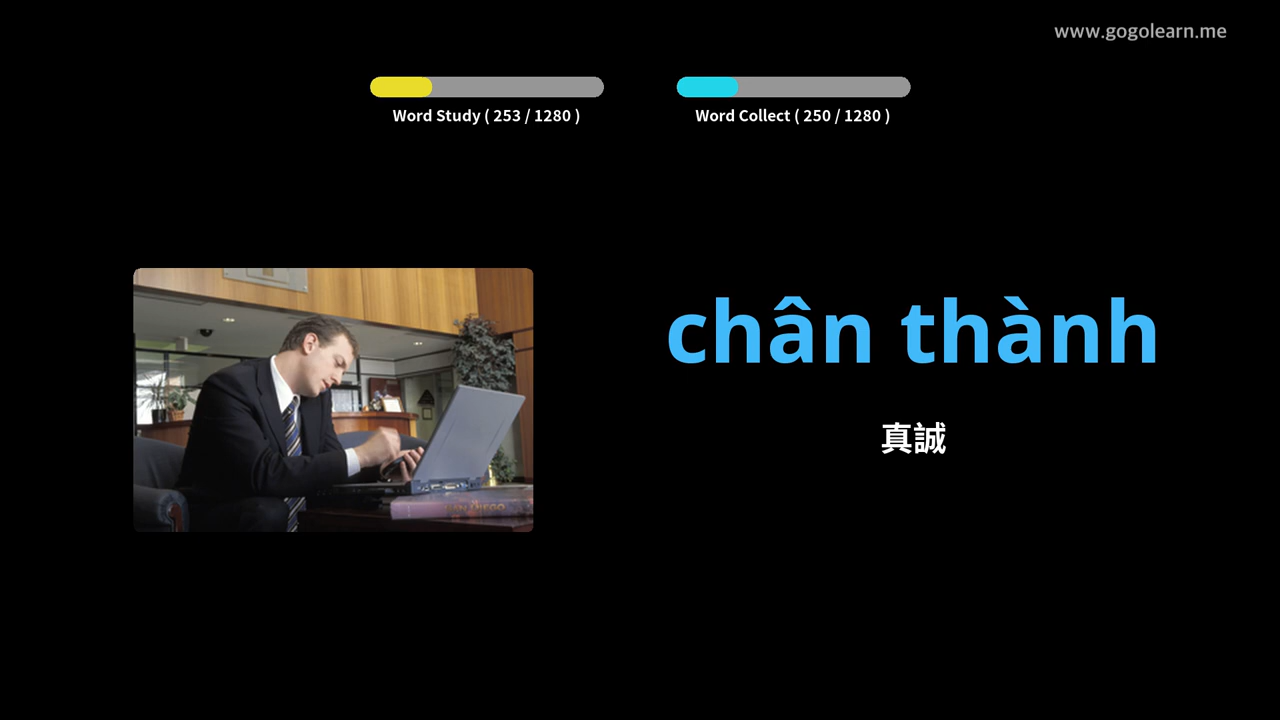 www.gogolearn.me
Word Study ( 253 / 1280 )
Word Collect ( 250 / 1280 )
chân thành
真誠